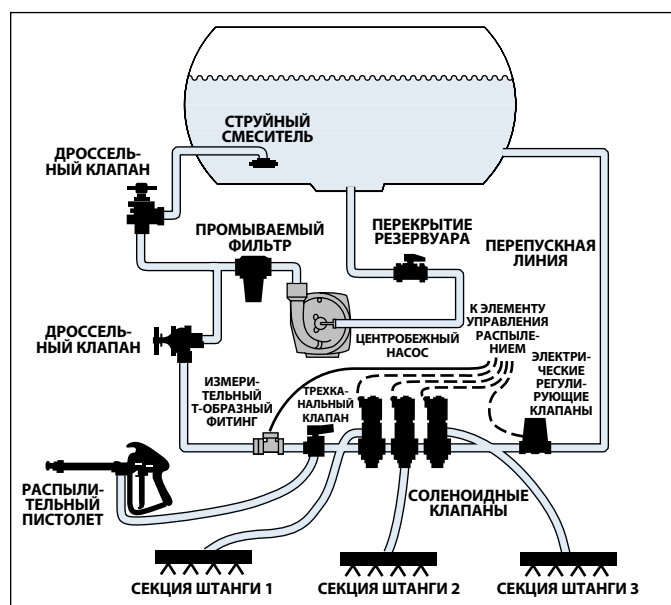 СТРУЙНЫЙ
СМЕСИТЕЛЬ
ДРОССЕЛЬ-
НЫЙ КЛАПАН
ПРОМЫВАЕМЫЙ
ФИЛЬТР
ПЕРЕКРЫТИЕ
РЕЗЕРВУАРА
ПЕРЕПУСКНАЯ
ЛИНИЯ
ДРОССЕЛЬ-
НЫЙ КЛАПАН
ЦЕНТРОБЕЖНЫЙ
НАСОС
К ЭЛЕМЕНТУ
УПРАВЛЕНИЯ
РАСПЫЛЕ-
НИЕМ
ЭЛЕКТРИ-
ЧЕСКИЕ
РЕГУЛИ-
РУЮЩИЕ
КЛАПАНЫ
ИЗМЕРИ-
ТЕЛЬНЫЙ
Т-ОБРАЗНЫЙ
ФИТИНГ
ТРЕХКА-
НАЛЬНЫЙ
КЛАПАН
РАСПЫЛИ-
ТЕЛЬНЫЙ
ПИСТОЛЕТ
СОЛЕНОИДНЫЕ
КЛАПАНЫ
СЕКЦИЯ ШТАНГИ 1
СЕКЦИЯ ШТАНГИ 2
СЕКЦИЯ ШТАНГИ 3